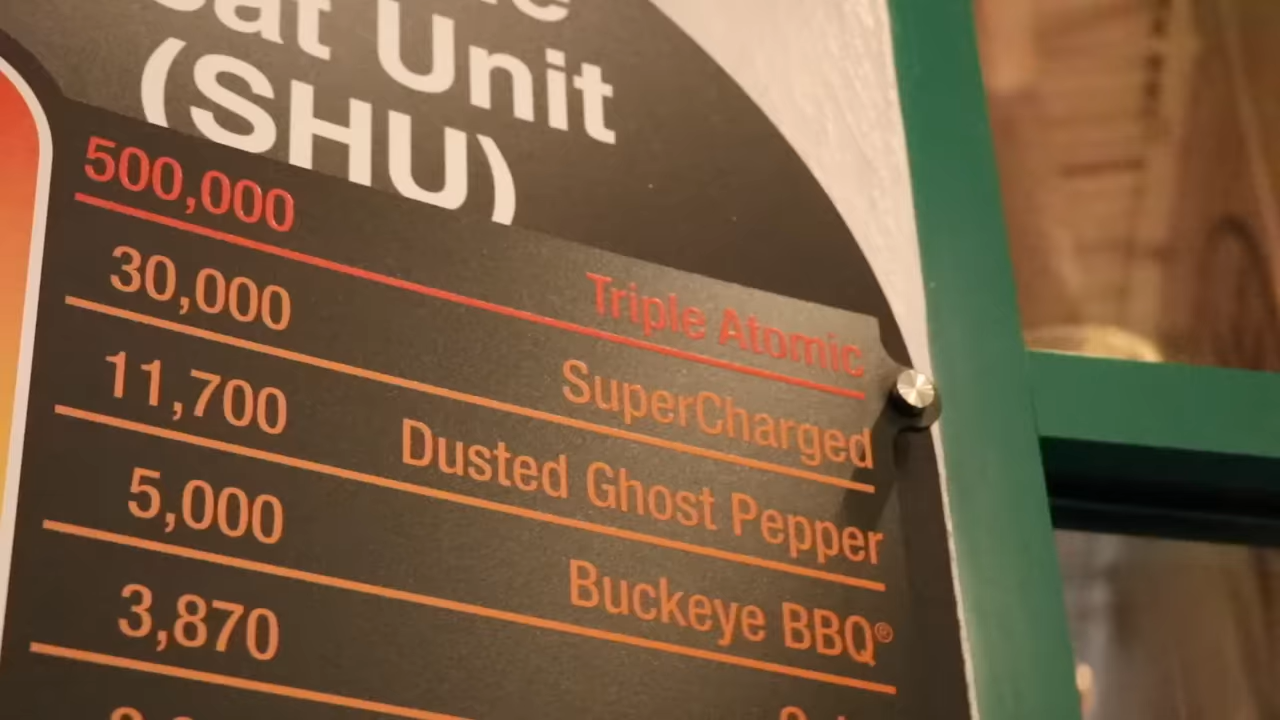 Unit
(SHU)
500,000 Triple Atomic
30,000 SuperCharged
11,700 Dusted Ghost Pepper
5,000 Buckeye BBQ®
3,870